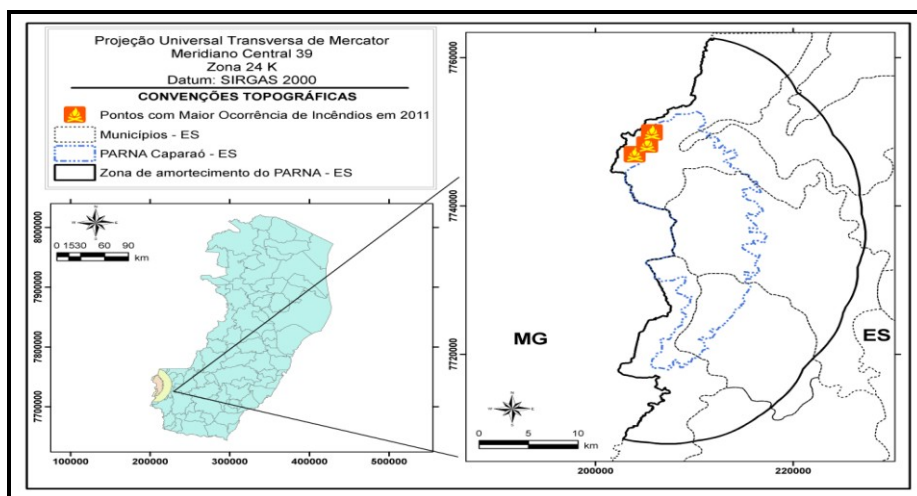 Projeção Universal Transversa de Mercator
Meridiano Central 39
Zona 24 K
Datum: SIRGAS 2000
CONVENÇÕES TOPOGRÁFICAS
Pontos com Maior Ocorrência de Incêndios em 2011
Municípios - ES
PARNA Caparaó - ES
Zona de amortecimento do PARNA - ES
0 1530 60 90
km
8000000
7900000
7800000
7700000
100000 200000 300000 400000 500000
7760000
7740000
7720000
MG
ES
0 5 10
km
200000 220000